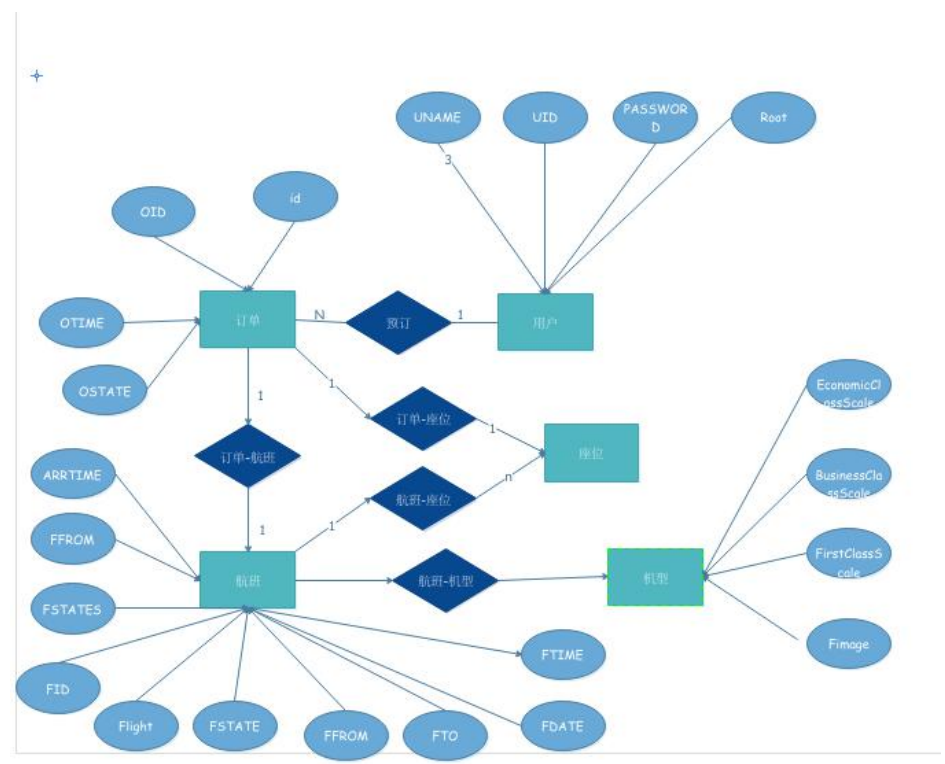 UNAME
UID
PASSWOR
D
Root
3
id
OID
OTIME
订单
N
预订
1
用户
OSTATE
1
1
订单-座位
1
EconomicCl
assScale
订单-航班
座位
ARRTIME
航班-座位
n
BusinessCla
ssScale
1
1
FFROM
FirstClassS
cale
航班
航班-机型
机型
FSTATES
FTIME
Fimage
FID
Flight
FSTATE
FFROM
FTO
FDATE